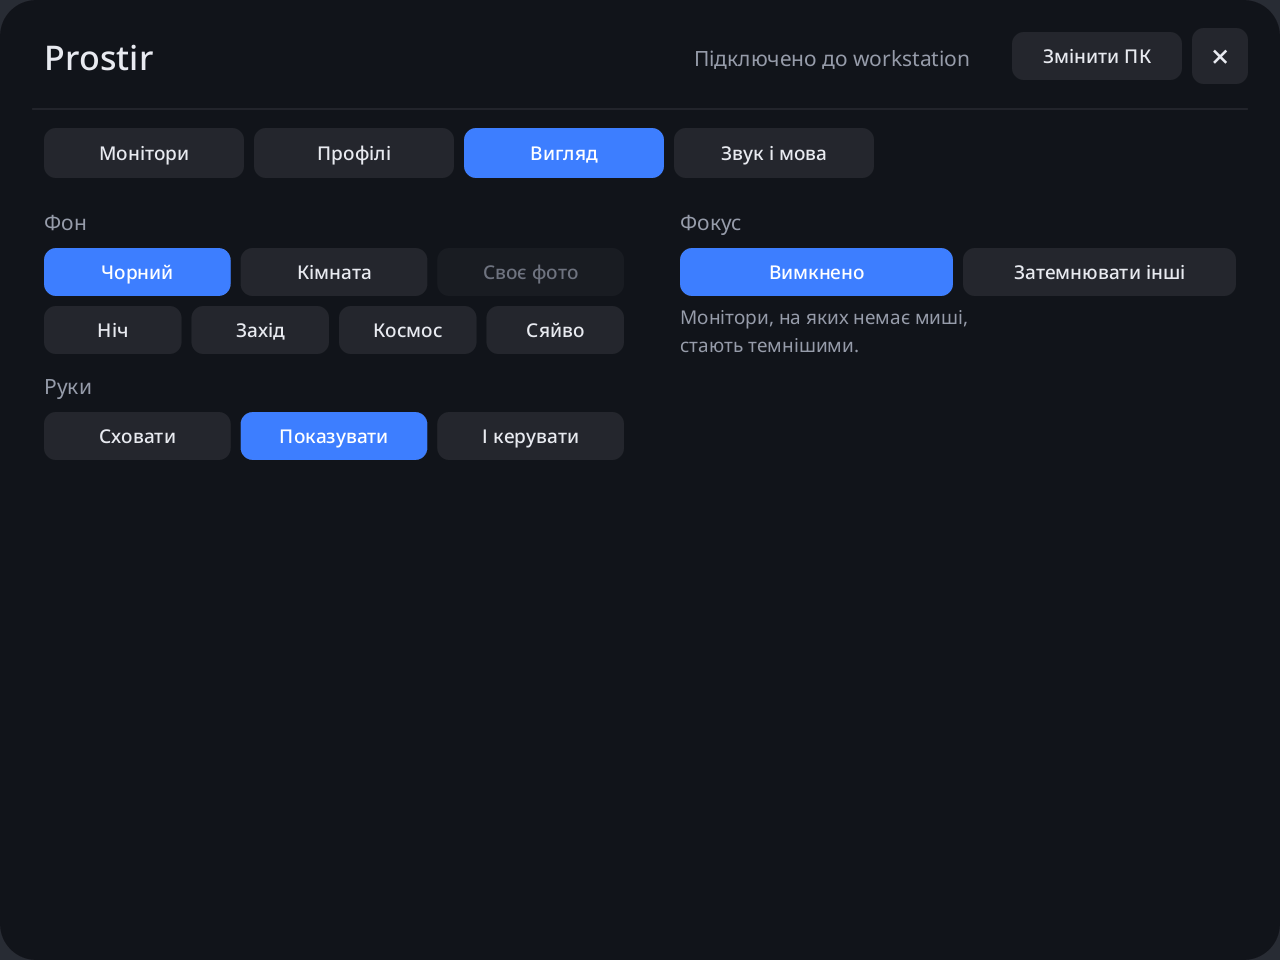 Prostir
Підключено до workstation
Змінити ПК
×
Монітори
Профілі
Вигляд
Звук і мова
Фон
Чорний
Кімната
Своє фото
Ніч
Захід
Космос
Сяйво
Руки
Сховати
Показувати
І керувати
Фокус
Вимкнено
Затемнювати інші
Монітори, на яких немає миші,
стають темнішими.